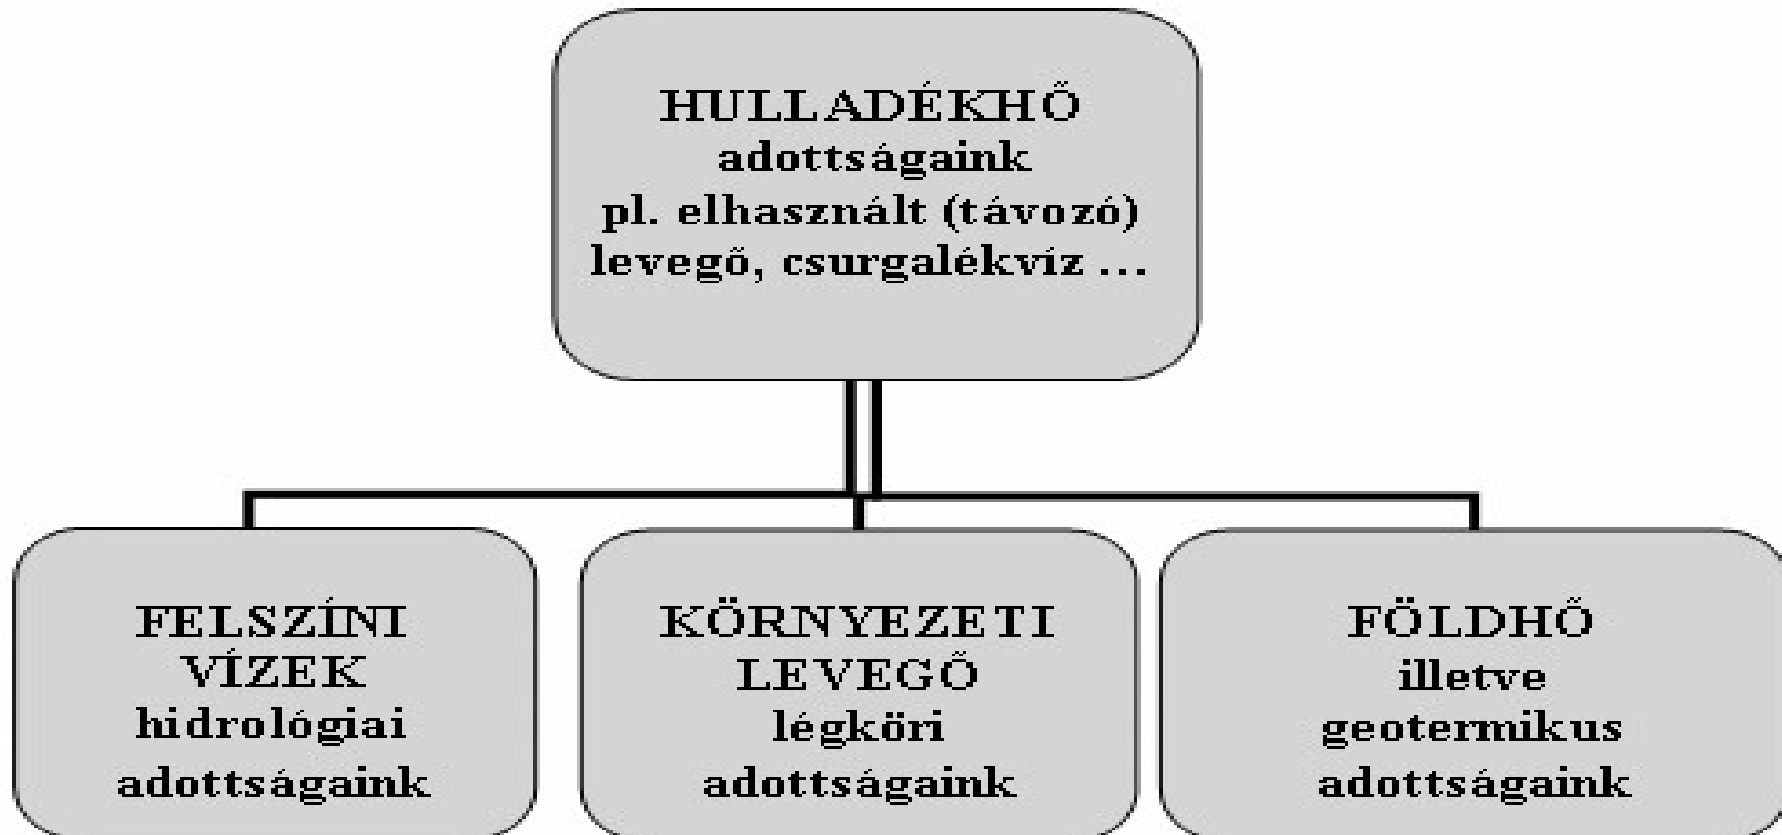 HULLADÉKHŐ
adottságaink
pl. elhasznált (távozó)
levegő, csurgalékvíz ...
FELSZÍNI
VÍZEK
hidrológiai
adottságaink
KÖRNYEZETI
LEVEGŐ
légköri
adottságaink
FÖLDHŐ
illetve
geotermikus
adottságaink